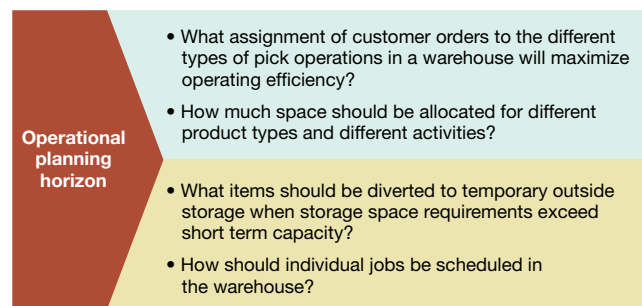 Operational
planning
horizon
• What assignment of customer orders to the different
types of pick operations in a warehouse will maximize
operating efficiency?
• How much space should be allocated for different
product types and different activities?
• What items should be diverted to temporary outside
storage when storage space requirements exceed
short term capacity?
• How should individual jobs be scheduled in
the warehouse?